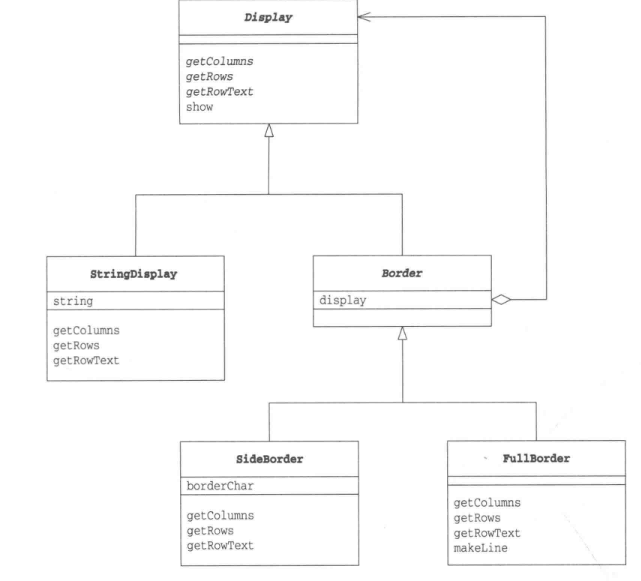 Display
getColumns
getRows
getRowText
show
StringDisplay
string
getColumns
getRows
getRowText
Border
display
SideBorder
borderChar
getColumns
getRows
getRowText
FullBorder
getColumns
getRows
getRowText
makeLine